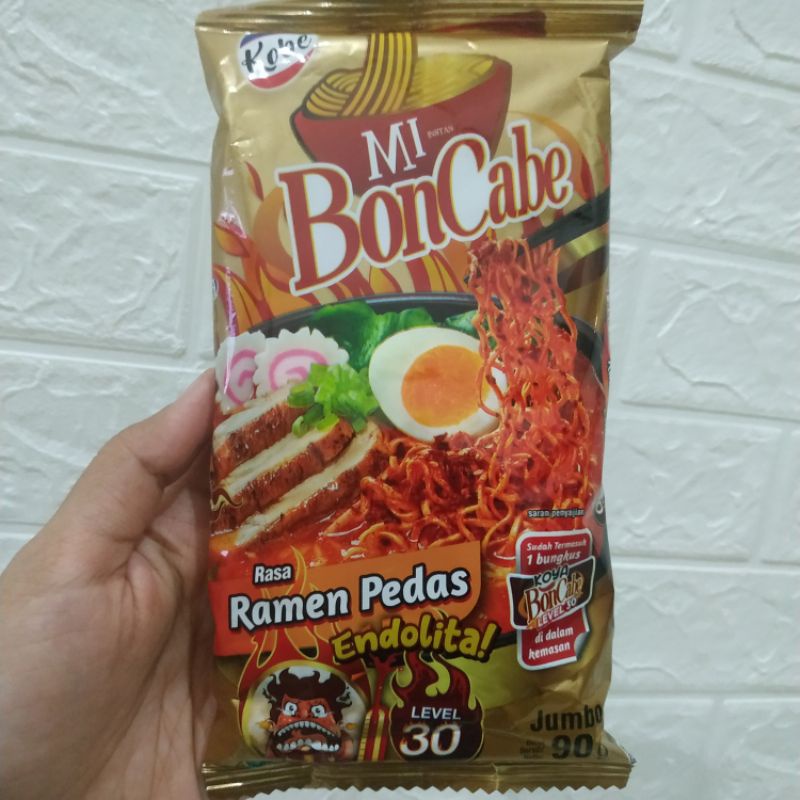 Kobe
MI
INSTAN
BonCabe
saran penyajian
Sudah Termasuk
1 bungkus
KOYA
BonCabe
LEVEL 30
di dalam
kemasan
Rasa
Ramen Pedas
Endolita!
LEVEL
30
Jumbo
90